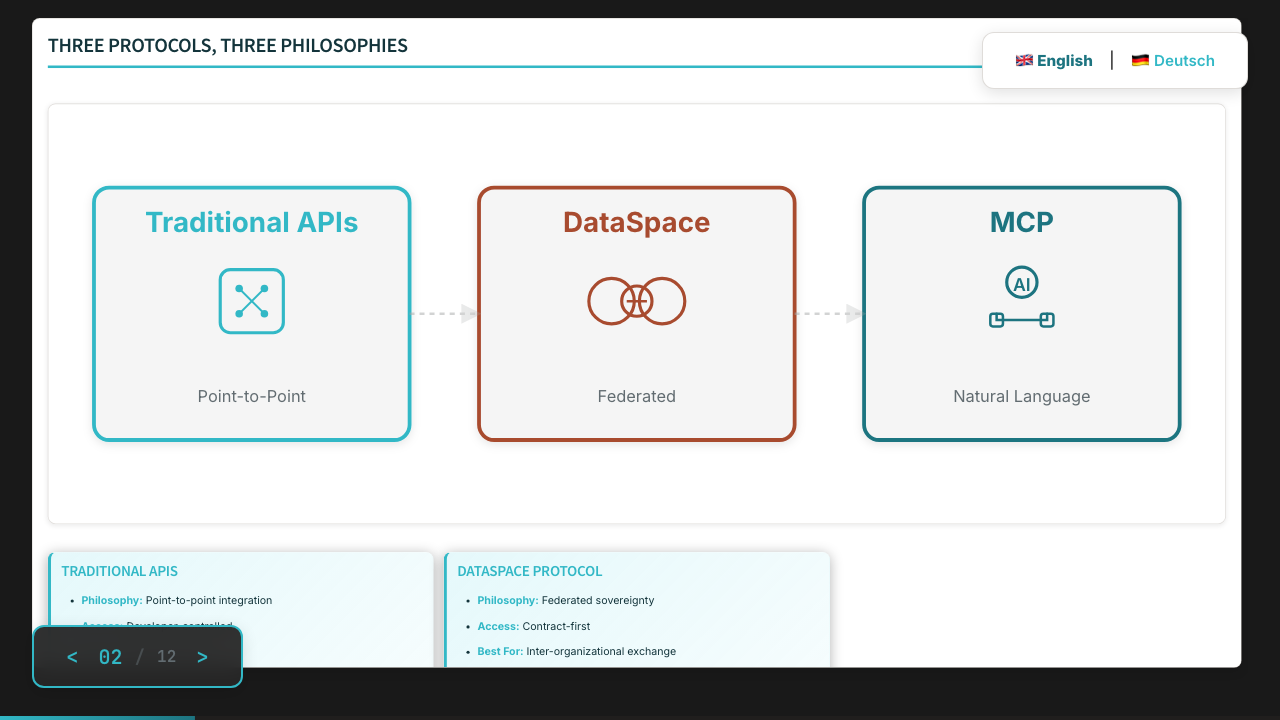 THREE PROTOCOLS, THREE PHILOSOPHIES
🇬🇧 English | 🇩🇪 Deutsch
Traditional APIs
Point-to-Point
DataSpace
Federated
MCP
AI
Natural Language
TRADITIONAL APIS
• Philosophy: Point-to-point integration
Access: Developer-controlled
DATASPACE PROTOCOL
• Philosophy: Federated sovereignty
• Access: Contract-first
• Best For: Inter-organizational exchange
< 02 / 12 >